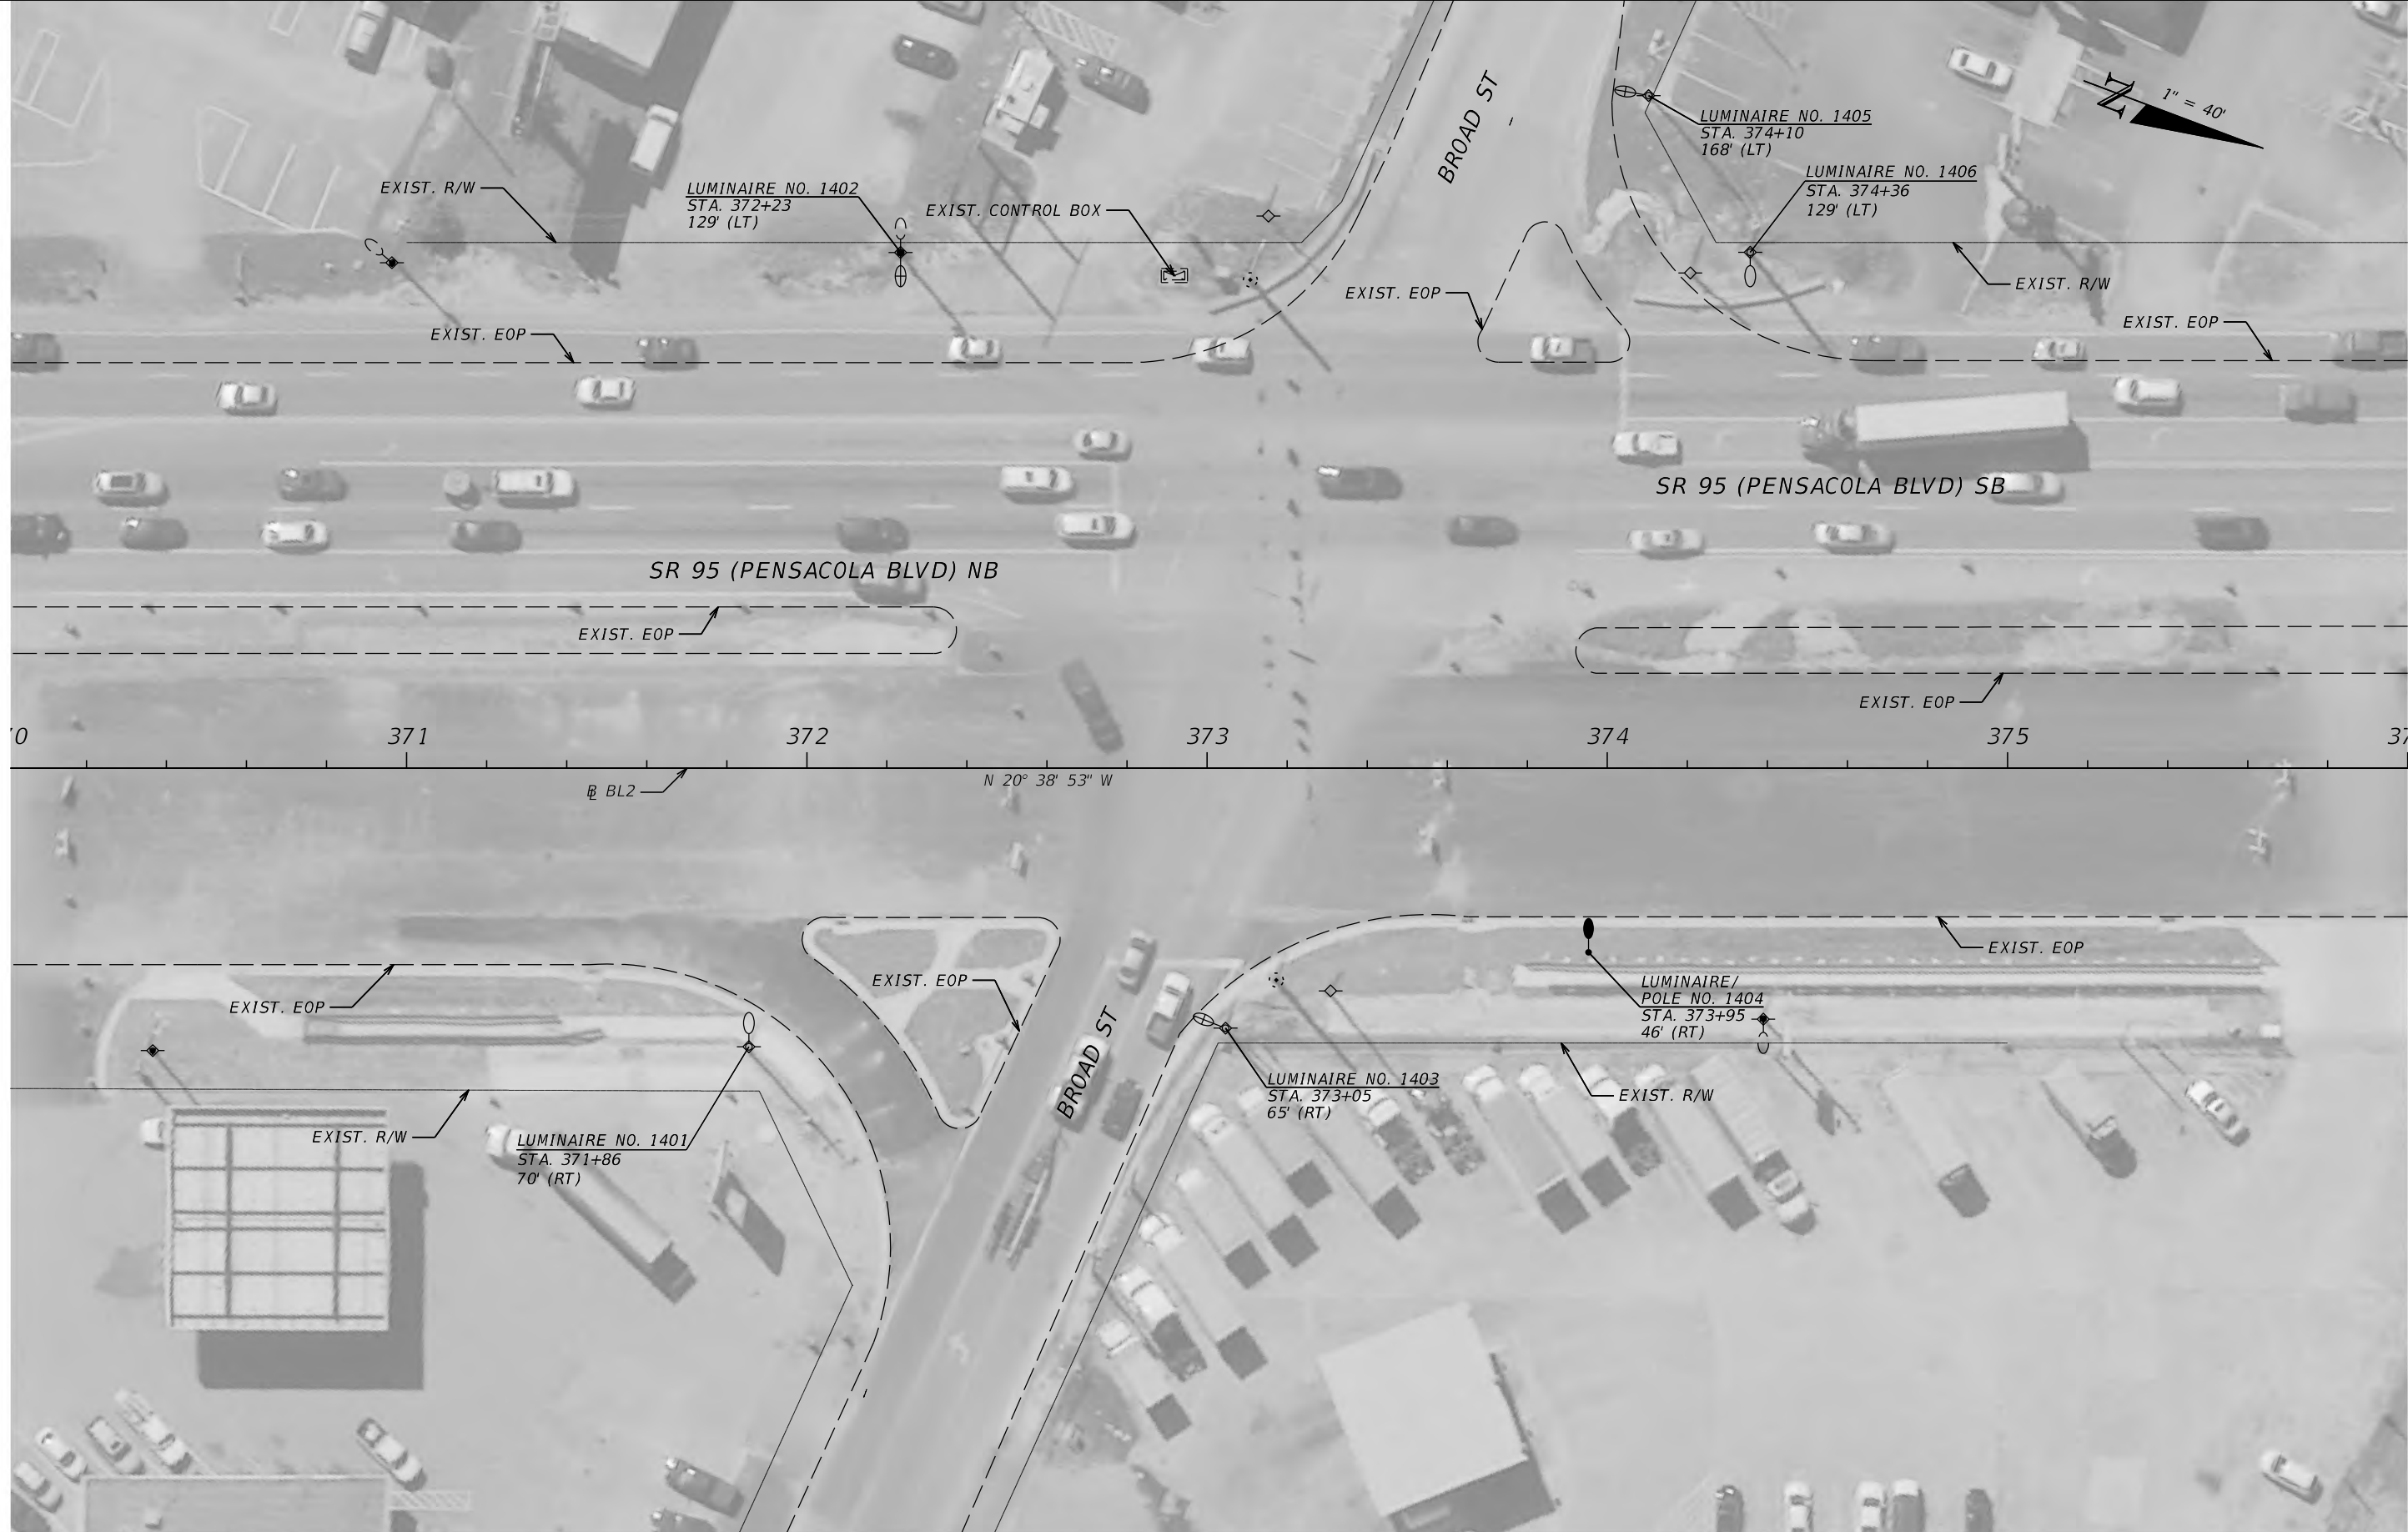 BROAD ST
N
1" = 40'
LUMINAIRE NO. 1405
STA. 374+10
168' (LT)
LUMINAIRE NO. 1406
STA. 374+36
129' (LT)
EXIST. R/W
LUMINAIRE NO. 1402
STA. 372+23
129' (LT)
EXIST. CONTROL BOX
EXIST. EOP
EXIST. R/W
EXIST. EOP
EXIST. EOP
SR 95 (PENSACOLA BLVD) SB
SR 95 (PENSACOLA BLVD) NB
EXIST. EOP
EXIST. EOP
371 372 373 374 375
BL BL2
N 20° 38' 53" W
EXIST. EOP
EXIST. EOP
EXIST. EOP
LUMINAIRE/
POLE NO. 1404
STA. 373+95
46' (RT)
BROAD ST
LUMINAIRE NO. 1403
STA. 373+05
65' (RT)
EXIST. R/W
EXIST. R/W
LUMINAIRE NO. 1401
STA. 371+86
70' (RT)